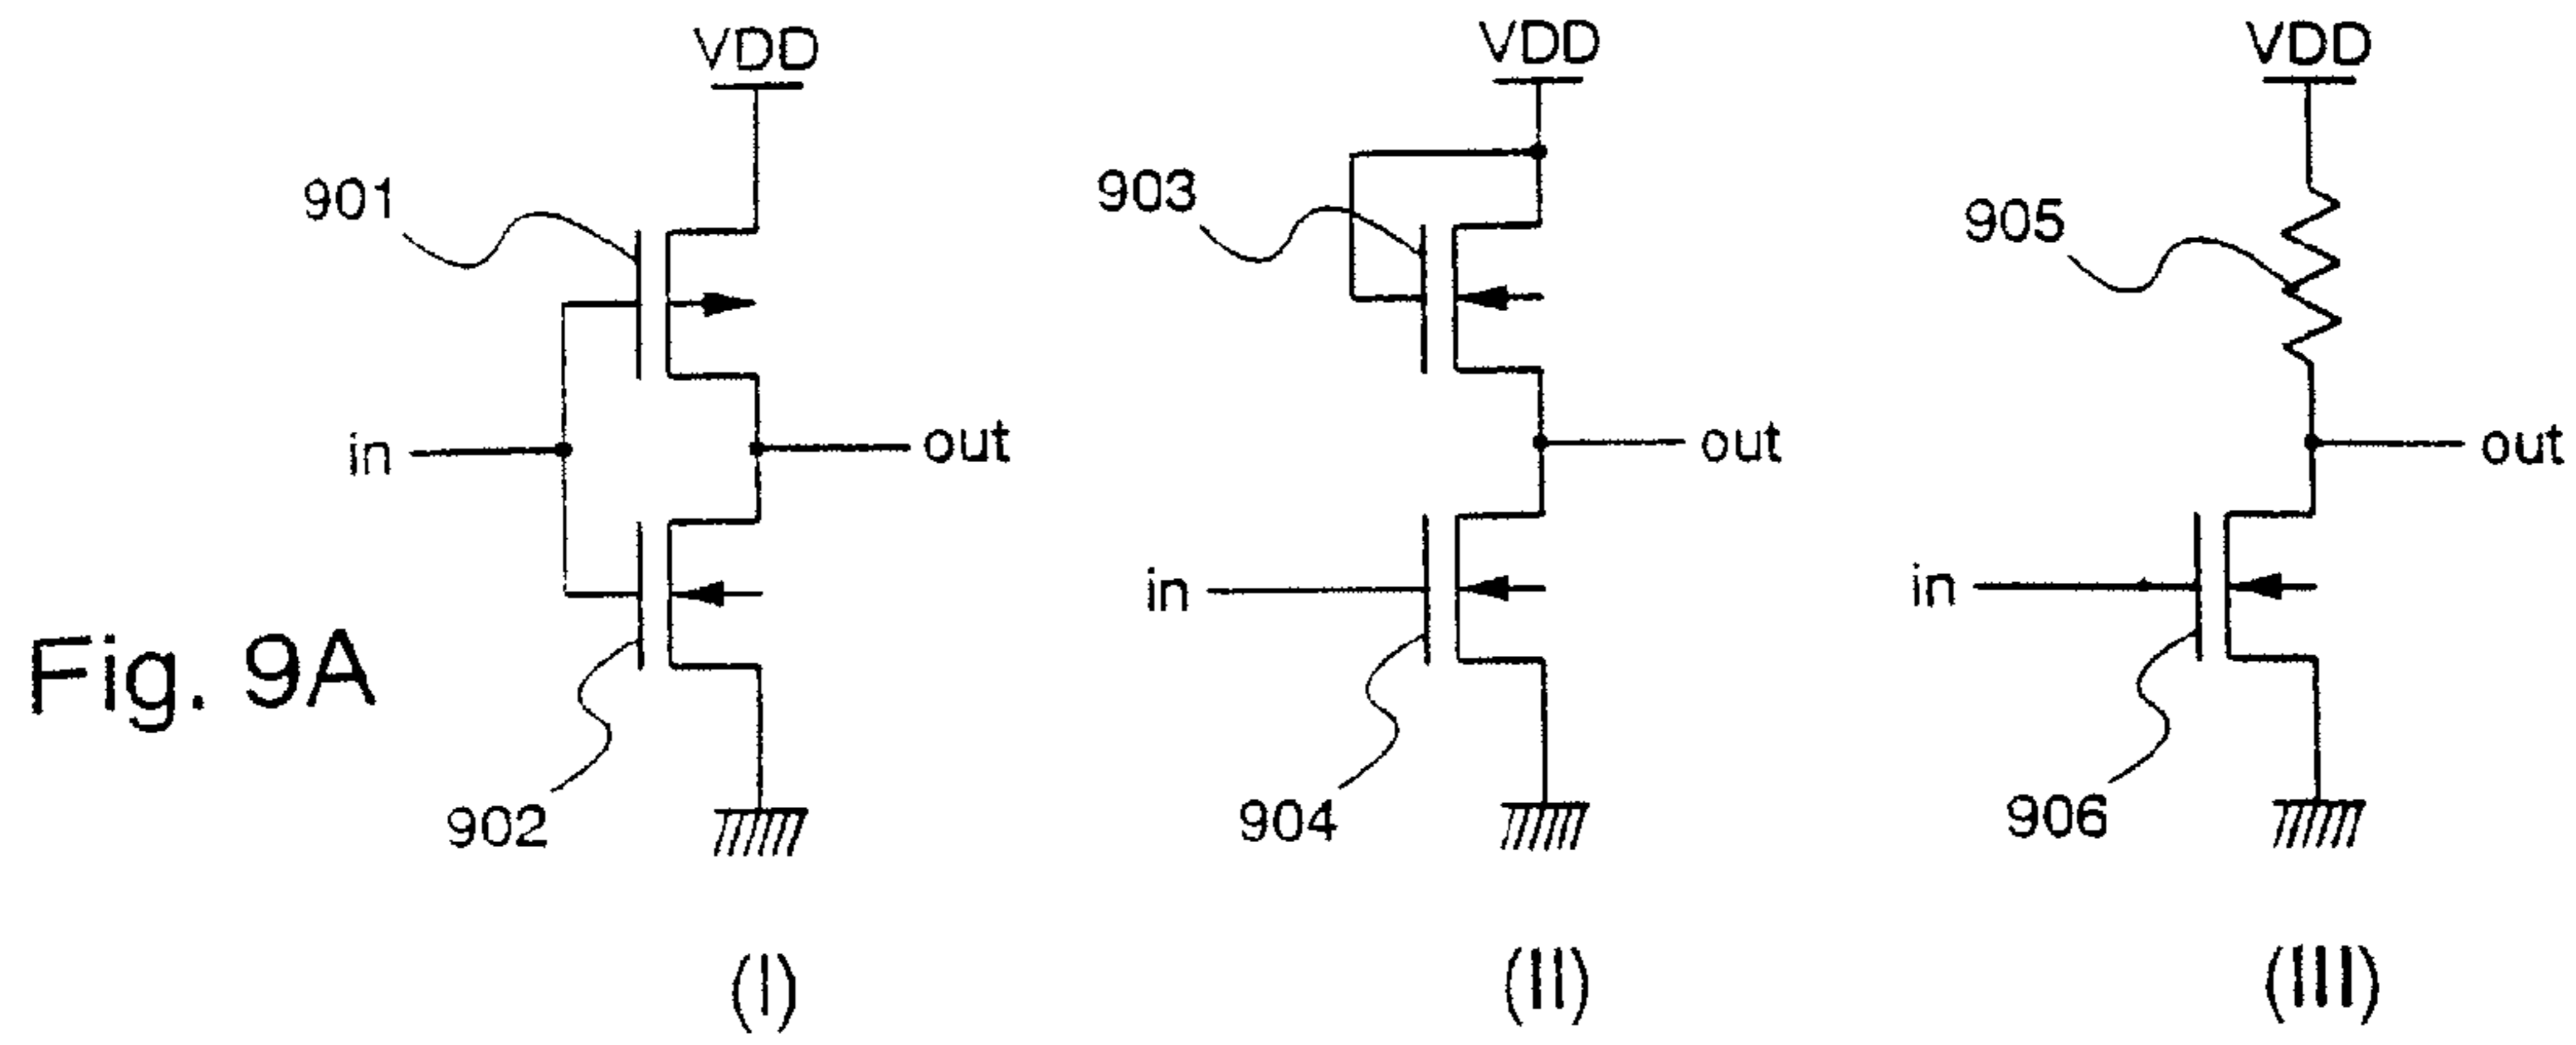 VDD
901
in
out
902
(I)
VDD
903
out
in
904
(II)
VDD
905
out
in
906
(III)
Fig. 9A